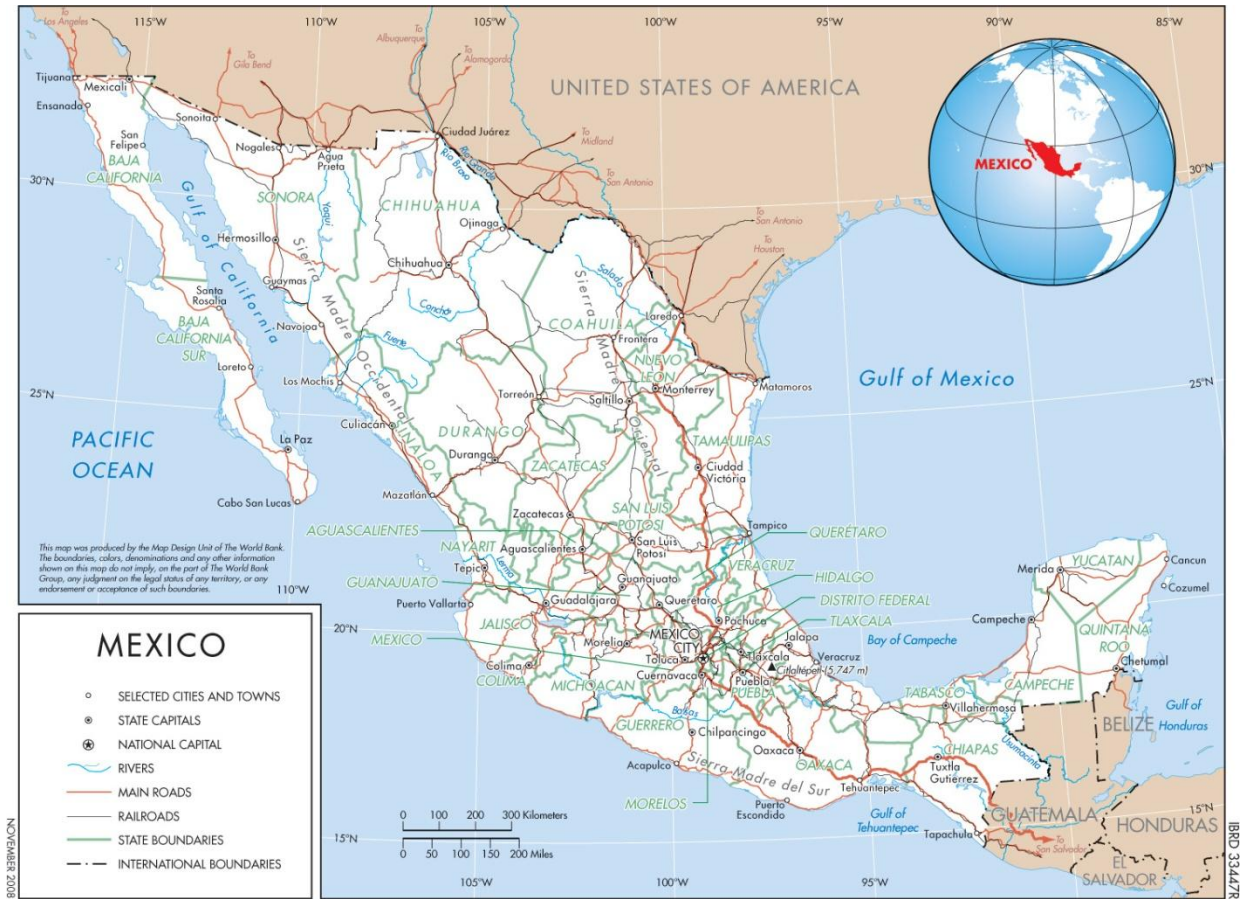 115°W
110°W
105°W
100°W
95°W
90°W
85°W
To
Los Angeles
To
Gila Bend
To
Albuquerque
To
Alamogordo
To
Midland
To
San Antonio
To
San Antonio
To
Houston
UNITED STATES OF AMERICA
MEXICO
Tijuana
Mexicali
Ensanada
San
Felipe
BAJA
CALIFORNIA
Sonoita
Nogales
Agua
Prieta
Ciudad Juárez
Rio Bravo
Rio Grande
30°N
30°N
Gulf of California
SONORA
Yaqui
CHIHUAHUA
Ojinaga
Hermosillo
Chihuahua
Sierra Madre Occidental
Sierra Madre Oriental
Salado
Guaymas
Santa
Rosalia
Conchos
BAJA
CALIFORNIA
SUR
Navojoa
Fuerte
COAHUILA
Laredo
Frontera
NUEVO
LEON
Loreto
Los Mochis
Torreón
Saltillo
Monterrey
Matamoros
Gulf of Mexico
25°N
25°N
PACIFIC
OCEAN
La Paz
Culiacán
SINALOA
DURANGO
Durango
ZACATECAS
TAMAULIPAS
Ciudad
Victoria
Cabo San Lucas
Mazatlán
Zacatecas
SAN LUIS
POTOSI
San Luis
Potosi
Tampico
AGUASCALIENTES
Aguascalientes
QUERÉTARO
NAYARIT
Tepic
Lerma
VERACRUZ
HIDALGO
GUANAJUATO
Guanajuato
DISTRITO FEDERAL
Puerto Vallarta
Guadalajara
Querétaro
Pachuca
TLAXCALA
YUCATAN
Merida
Cancun
Cozumel
Campeche
QUINTANA
ROO
Chetumal
20°N
20°N
JALISCO
MEXICO
MEXICO
CITY
Morelia
Jalapa
Bay of Campeche
Colima
COLIMA
Toluca
Tlaxcala
Veracruz
Citlaltépetl (5,747 m)
Cuernavaca
Puebla
PUEBLA
MICHOACAN
Balsas
TABASCO
CAMPECHE
Villahermosa
BELIZE
Gulf of
Honduras
GUERRERO
Chilpancingo
Usumacinta
Acapulco
Oaxaca
OAXACA
CHIAPAS
Tuxtla
Gutiérrez
Sierra Madre del Sur
Tehuantepec
MORELOS
Puerto
Escondido
Gulf of
Tehuantepec
GUATEMALA
HONDURAS
Tapachula
To
San Salvador
EL
SALVADOR
15°N
15°N
This map was produced by the Map Design Unit of The World Bank.
The boundaries, colors, denominations and any other information
shown on this map do not imply, on the part of The World Bank
Group, any judgment on the legal status of any territory, or any
endorsement or acceptance of such boundaries.
110°W
MEXICO
SELECTED CITIES AND TOWNS
STATE CAPITALS
NATIONAL CAPITAL
RIVERS
MAIN ROADS
RAILROADS
STATE BOUNDARIES
INTERNATIONAL BOUNDARIES
0 100 200 300 Kilometers
0 50 100 150 200 Miles
105°W
100°W
95°W
90°W
NOVEMBER 2008
IBRD 33447R